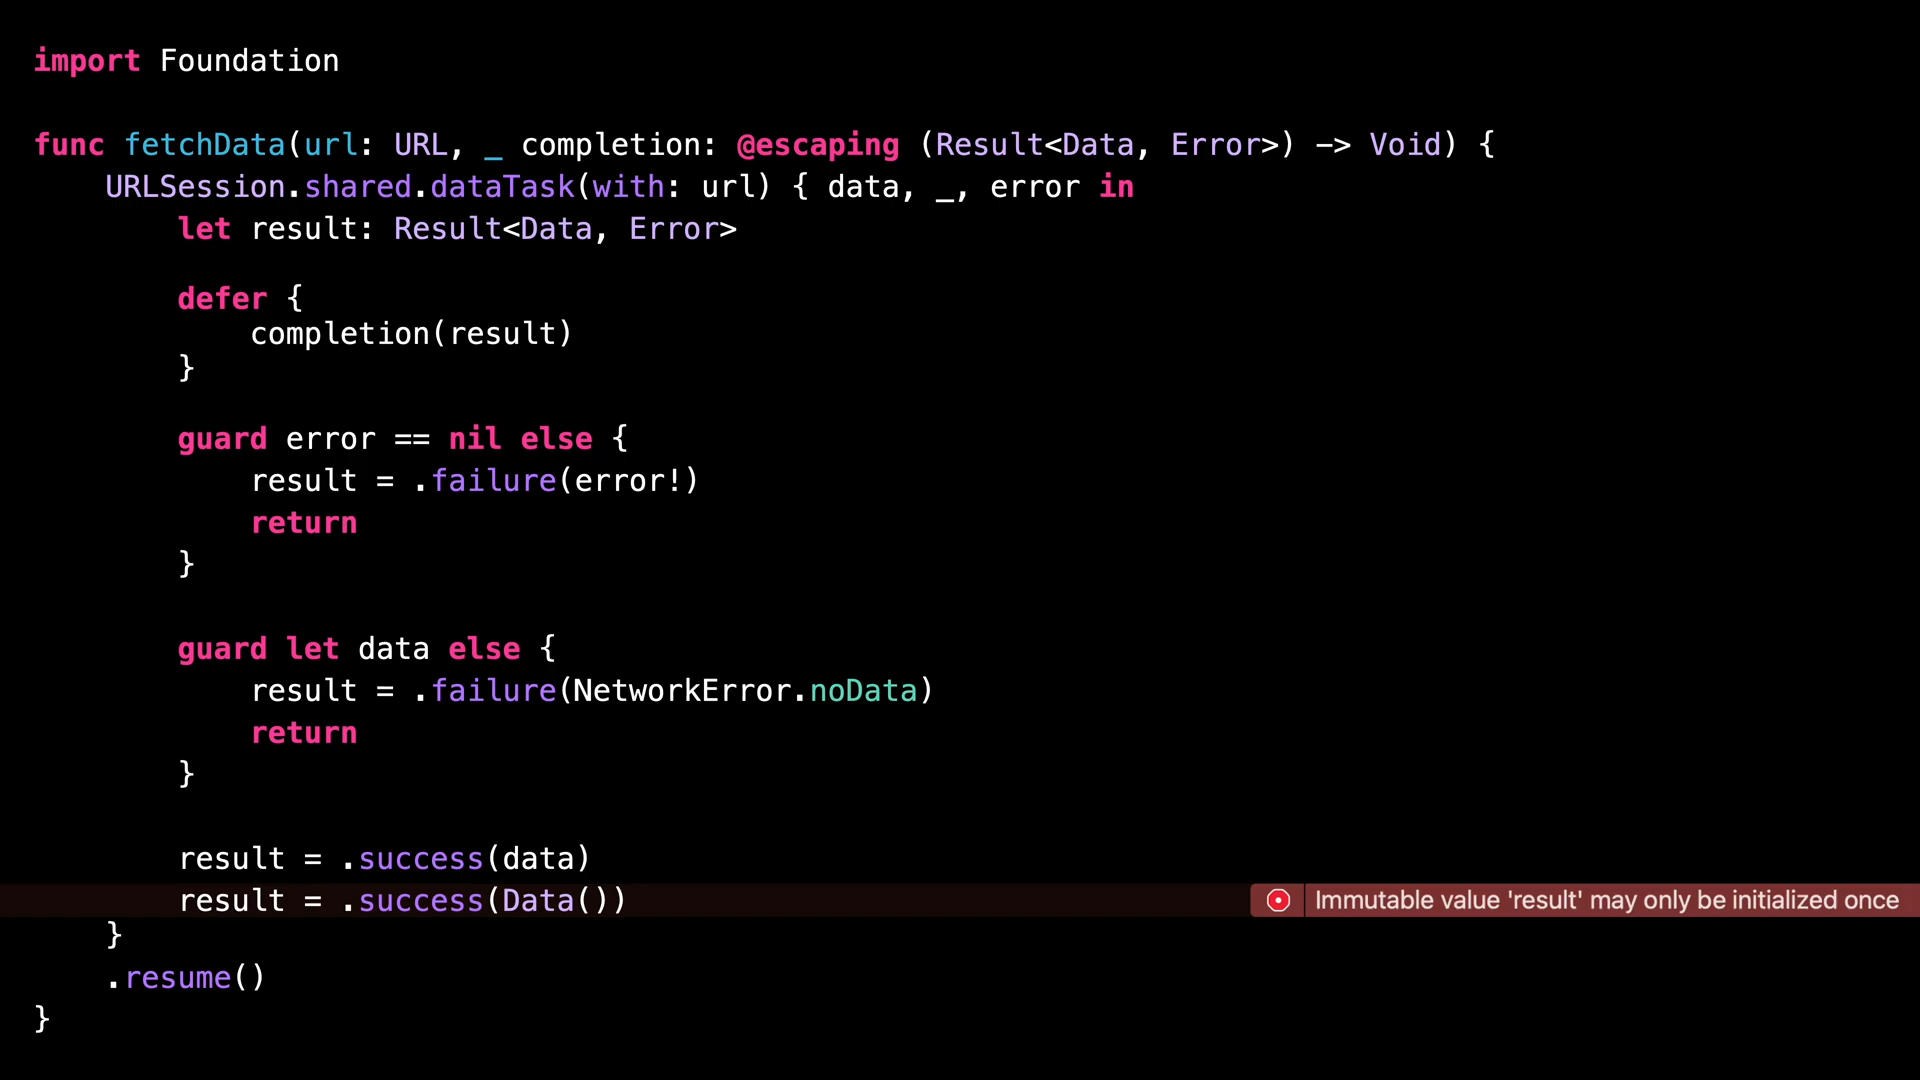 import Foundation
func fetchData(url: URL, _ completion: @escaping (Result<Data, Error>) -> Void) {
URLSession.shared.dataTask(with: url) { data, _, error in
let result: Result<Data, Error>
defer {
completion(result)
}
guard error == nil else {
result = .failure(error!)
return
}
guard let data else {
result = .failure(NetworkError.noData)
return
}
result = .success(data)
result = .success(Data()) Immutable value 'result' may only be initialized once
}
.resume()
}